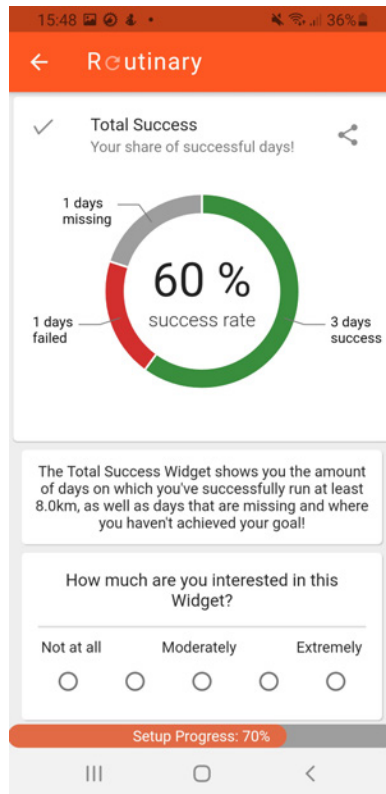 15:48 36%
Routinary
Total Success
Your share of successful days!
1 days
missing
60 %
success rate
1 days
failed
3 days
success
The Total Success Widget shows you the amount
of days on which you've successfully run at least
8.0km, as well as days that are missing and where
you haven't achieved your goal!
How much are you interested in this
Widget?
Not at all Moderately Extremely
Setup Progress: 70%